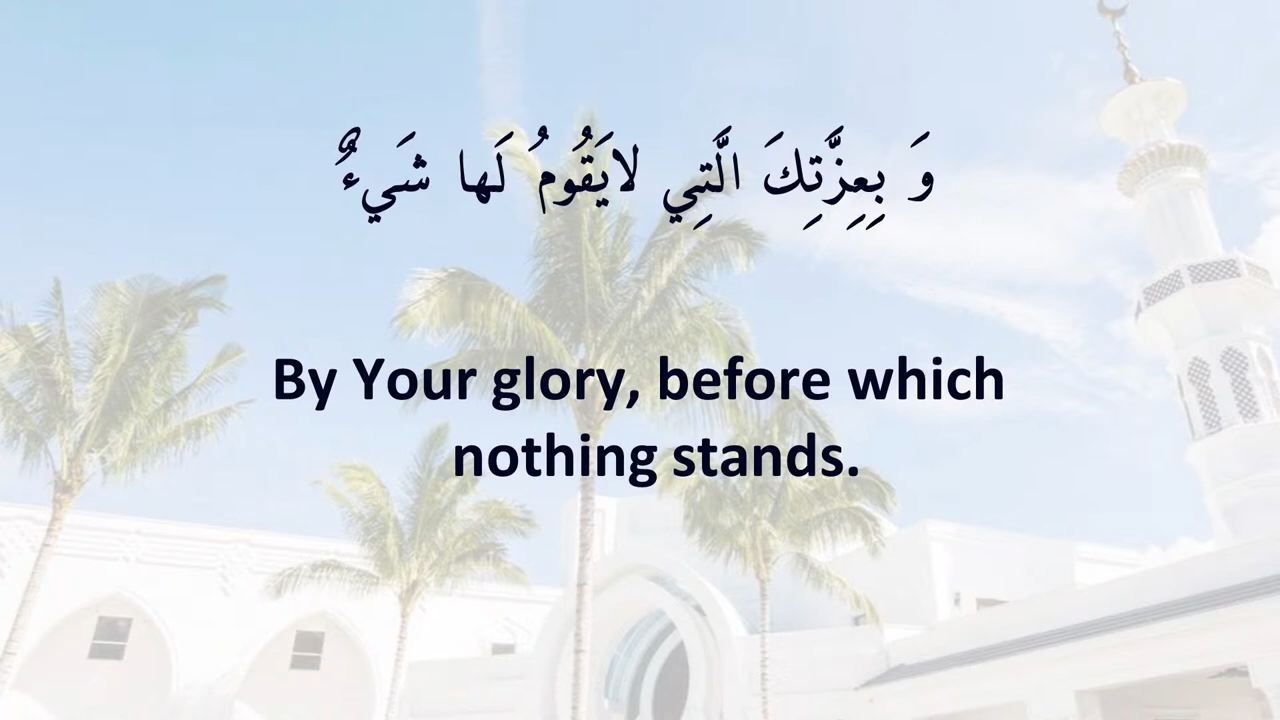 وَ بِعِزَّتِكَ الَّتِي لايَقُومُ لَها شَيءٌ
By Your glory, before which
nothing stands.